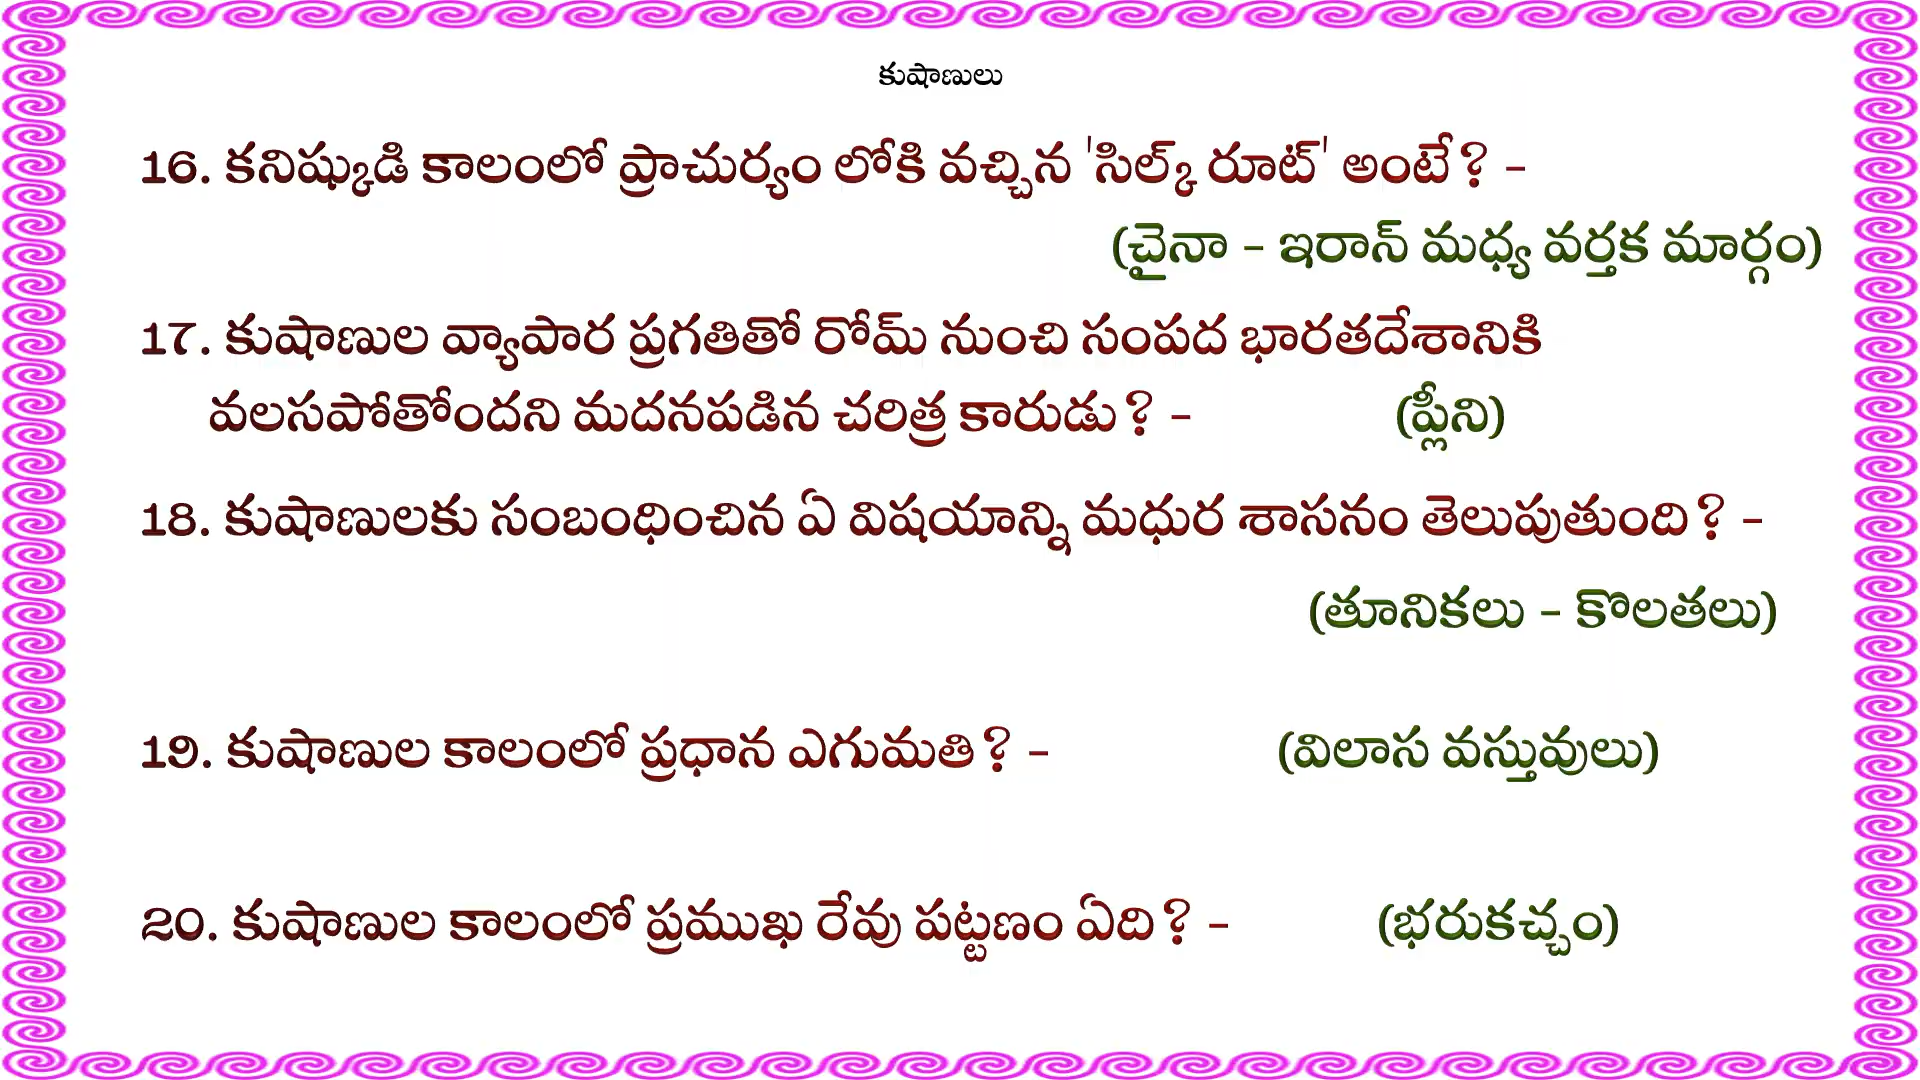 కుషాణులు
16. కనిష్కుడి కాలంలో ప్రాచుర్యం లోకి వచ్చిన 'సిల్క్ రూట్' అంటే? -
(చైనా - ఇరాన్ మధ్య వర్తక మార్గం)
17. కుషాణుల వ్యాపార ప్రగతితో రోమ్ నుంచి సంపద భారతదేశానికి
వలసపోతోందని మదనపడిన చరిత్ర కారుడు? - (ప్లీని)
18. కుషాణులకు సంబంధించిన ఏ విషయాన్ని మధుర శాసనం తెలుపుతుంది? -
(తూనికలు - కొలతలు)
19. కుషాణుల కాలంలో ప్రధాన ఎగుమతి? - (విలాస వస్తువులు)
20. కుషాణుల కాలంలో ప్రముఖ రేవు పట్టణం ఏది? - (భరుకచ్చం)